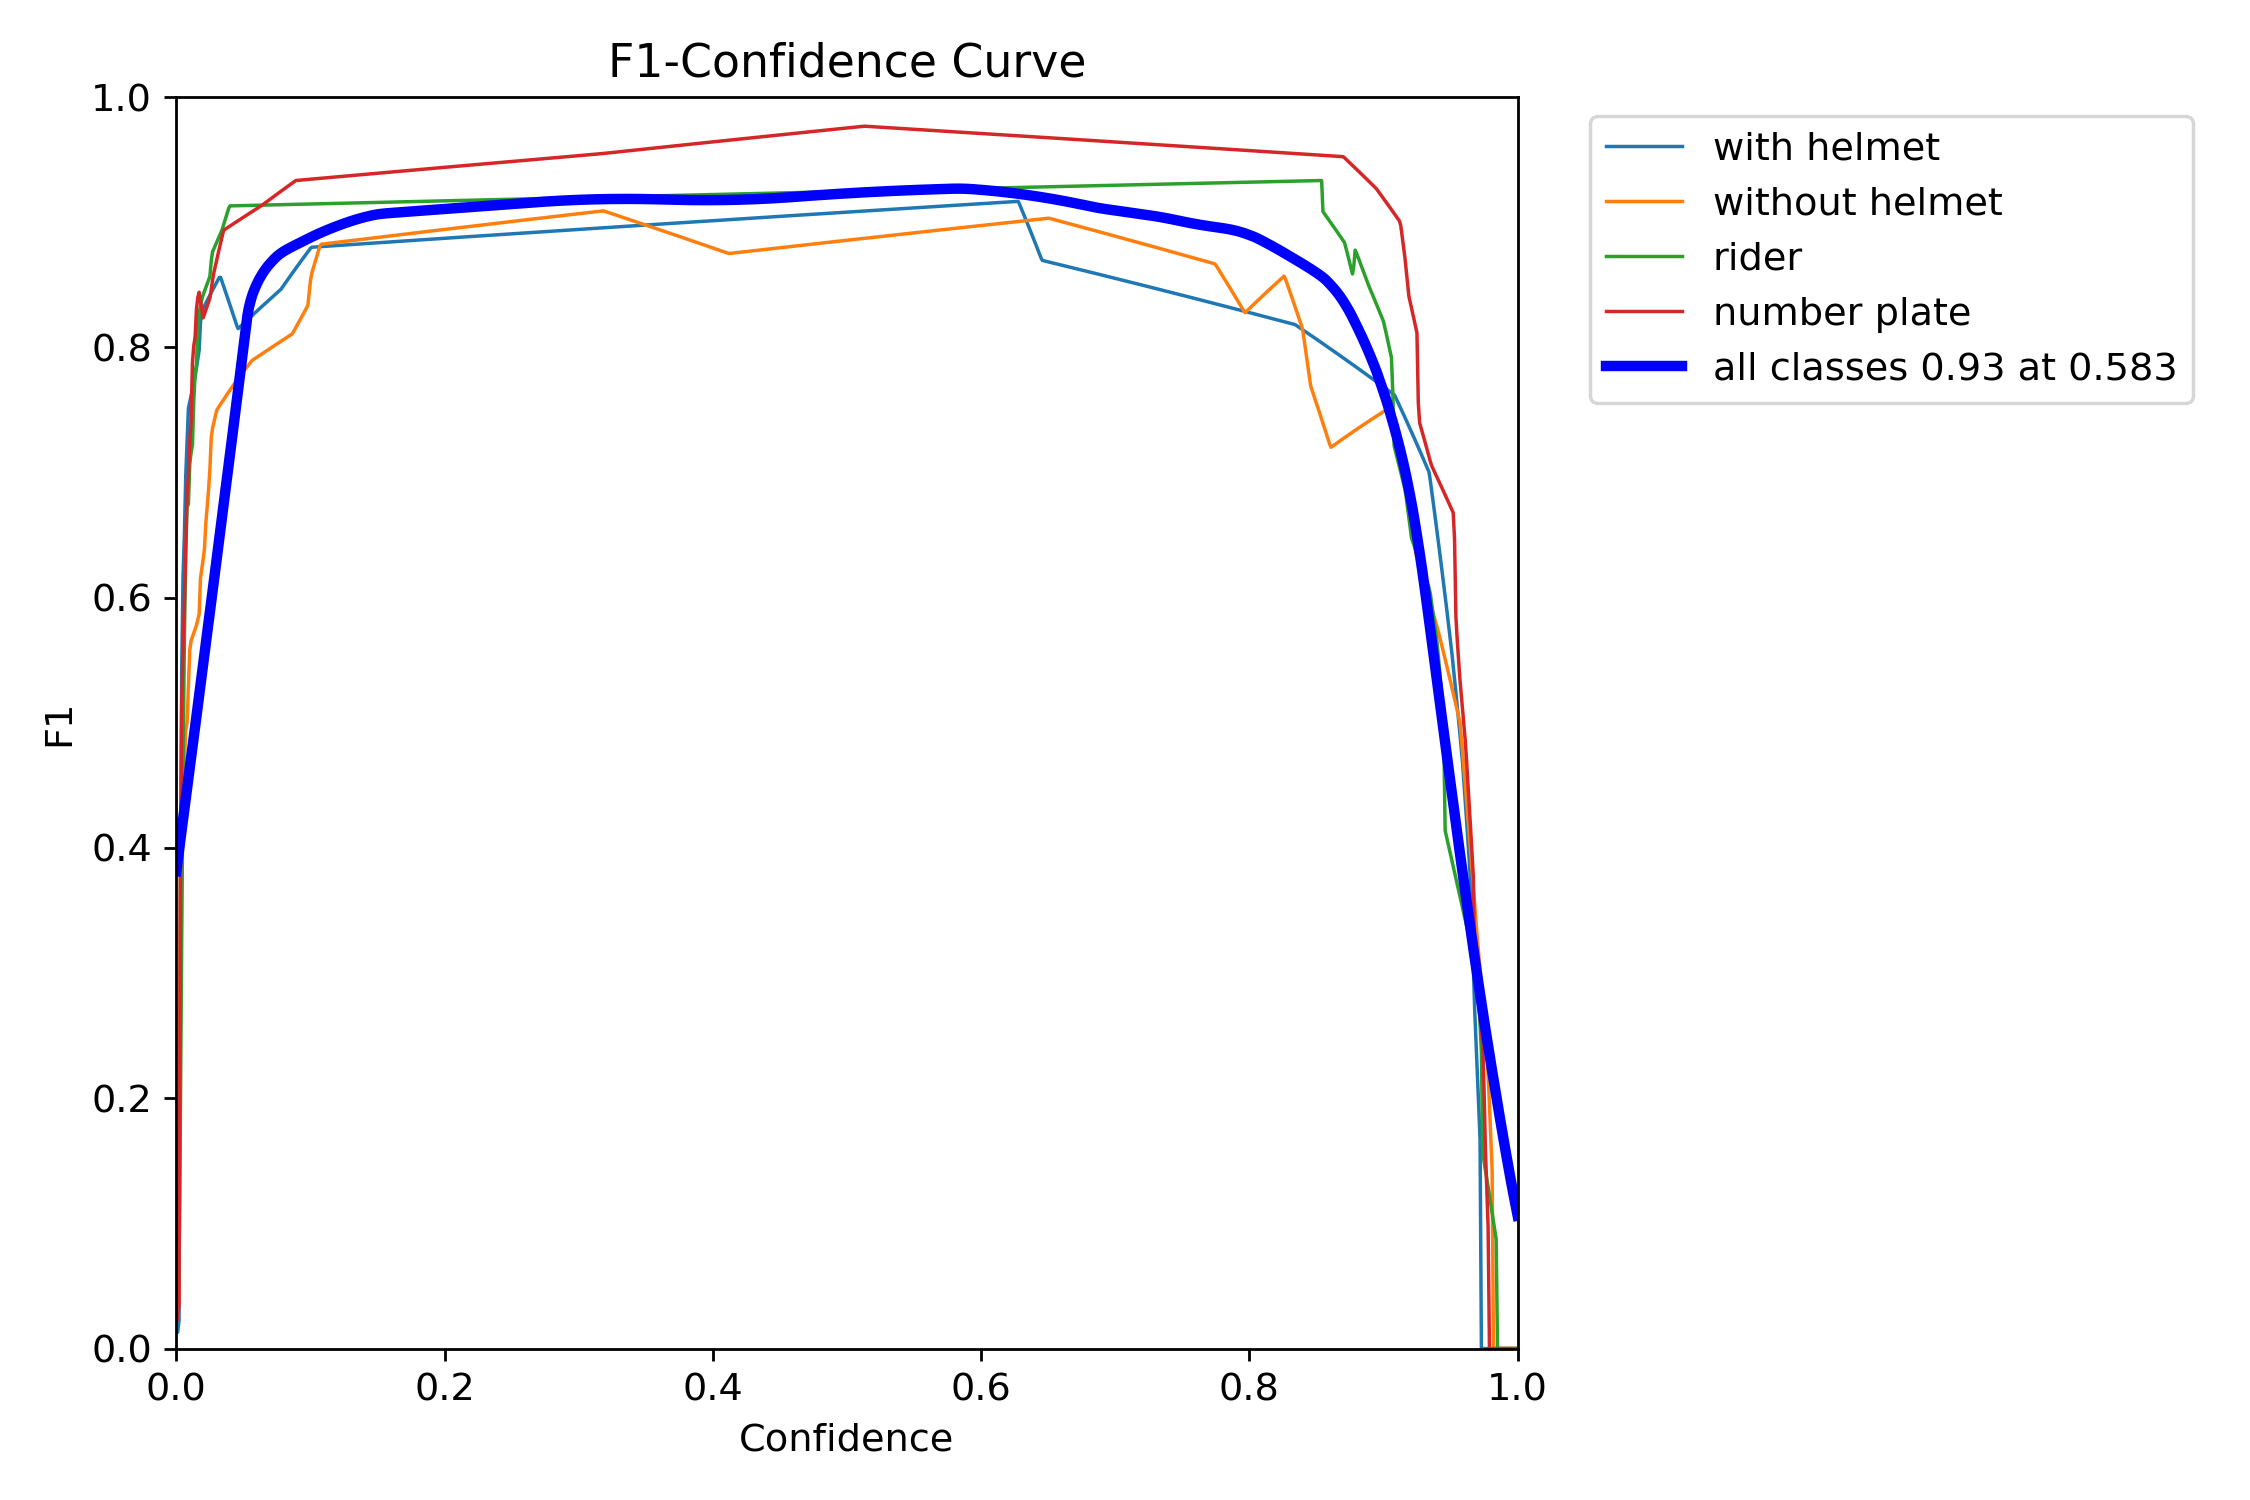 F1-Confidence Curve
1.0
0.8
0.6
0.4
0.2
0.0
F1
0.0 0.2 0.4 0.6 0.8 1.0
Confidence
with helmet
without helmet
rider
number plate
all classes 0.93 at 0.583